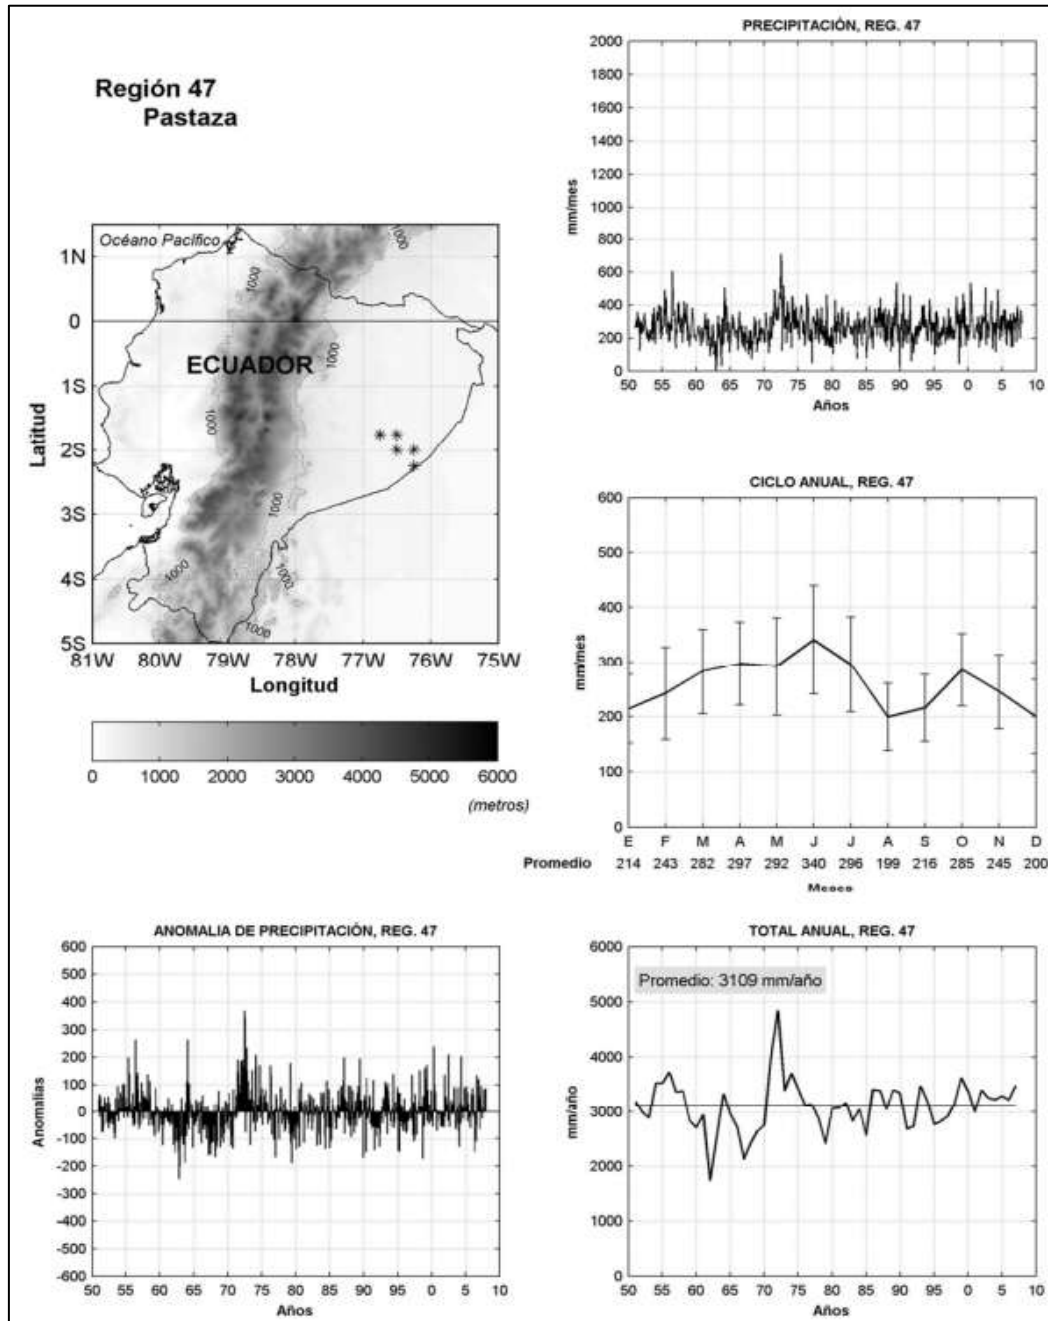 Región 47
Pastaza
Océano Pacífico
1000
1000
1N
0
1S
2S
3S
4S
5S
ECUADOR
1000
1000
1000
1000
1000
1000
Latitud
81W 80W 79W 78W 77W 76W 75W
Longitud
0 1000 2000 3000 4000 5000 6000
(metros)
PRECIPITACIÓN, REG. 47
2000
1800
1600
1400
1200
1000
800
600
400
200
0
mm/mes
50 55 60 65 70 75 80 85 90 95 0 5 10
Años
CICLO ANUAL, REG. 47
600
500
400
300
200
100
0
mm/mes
E F M A M J J A S O N D
Promedio 214 243 282 297 292 340 296 199 216 285 245 200
Meses
ANOMALIA DE PRECIPITACIÓN, REG. 47
600
500
400
300
200
100
0
-100
-200
-300
-400
-500
-600
Anomalias
50 55 60 65 70 75 80 85 90 95 0 5 10
Años
TOTAL ANUAL, REG. 47
Promedio: 3109 mm/año
6000
5000
4000
3000
2000
1000
0
mm/año
50 55 60 65 70 75 80 85 90 95 0 5 10
Años